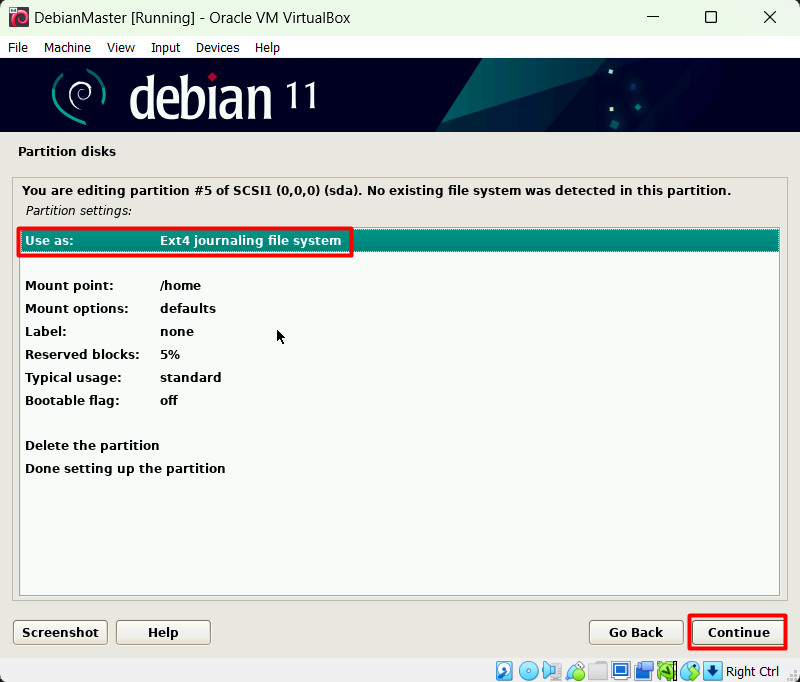 DebianMaster [Running] - Oracle VM VirtualBox
File Machine View Input Devices Help
debian 11
Partition disks
You are editing partition #5 of SCSI1 (0,0,0) (sda). No existing file system was detected in this partition.
Partition settings:
Use as: Ext4 journaling file system
Mount point: /home
Mount options: defaults
Label: none
Reserved blocks: 5%
Typical usage: standard
Bootable flag: off
Delete the partition
Done setting up the partition
Screenshot Help Go Back Continue
Right Ctrl